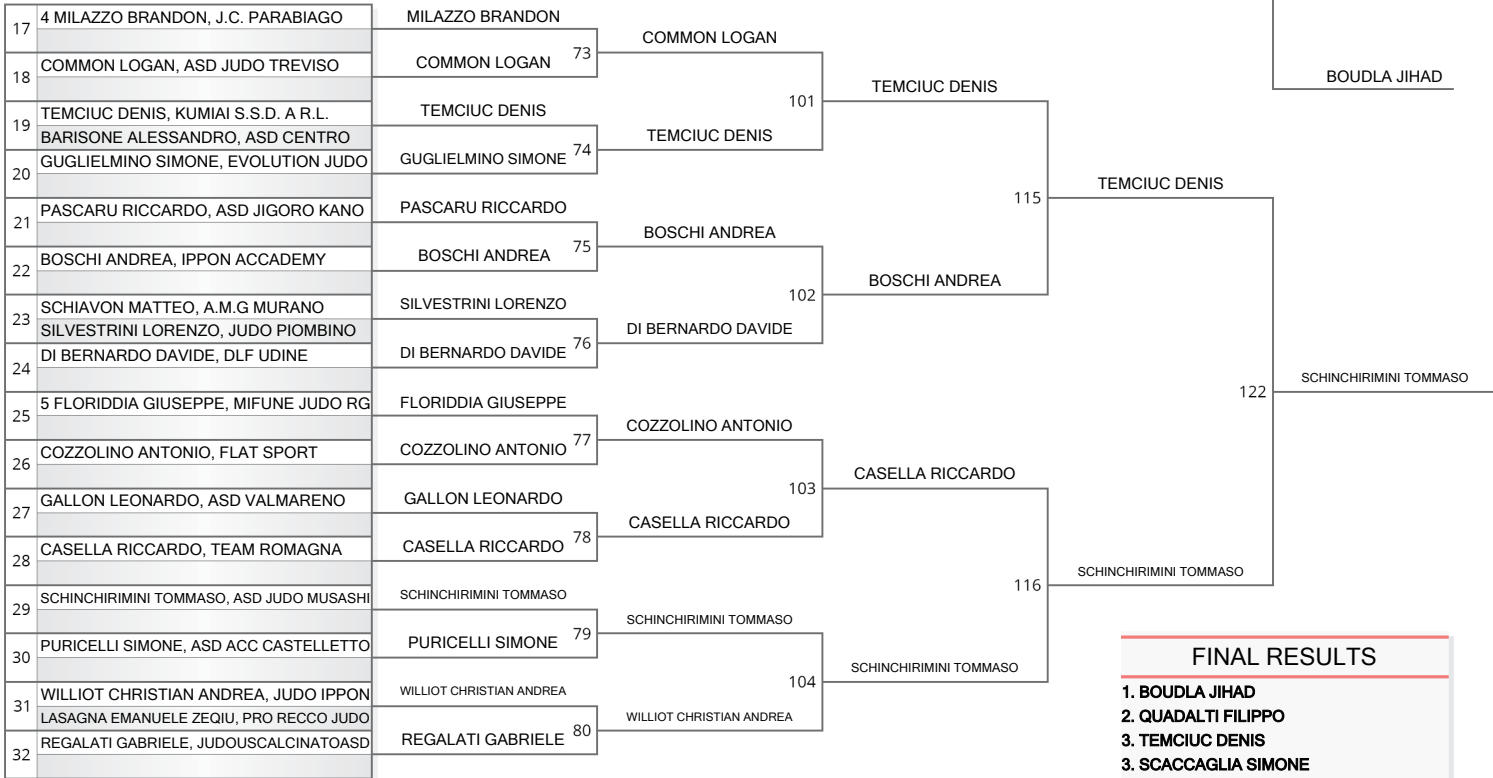 17
4 MILAZZO BRANDON, J.C. PARABIAGO
18
COMMON LOGAN, ASD JUDO TREVISO
19
TEMCIUC DENIS, KUMIAI S.S.D. A R.L.
BARISONE ALESSANDRO, ASD CENTRO
20
GUGLIELMINO SIMONE, EVOLUTION JUDO
21
PASCARU RICCARDO, ASD JIGORO KANO
22
BOSCHI ANDREA, IPPON ACCADEMY
23
SCHIAVON MATTEO, A.M.G MURANO
SILVESTRINI LORENZO, JUDO PIOMBINO
24
DI BERNARDO DAVIDE, DLF UDINE
25
5 FLORIDDIA GIUSEPPE, MIFUNE JUDO RG
26
COZZOLINO ANTONIO, FLAT SPORT
27
GALLON LEONARDO, ASD VALMARENO
28
CASELLA RICCARDO, TEAM ROMAGNA
29
SCHINCHIRIMINI TOMMASO, ASD JUDO MUSASHI
30
PURICELLI SIMONE, ASD ACC CASTELLETTO
31
WILLIOT CHRISTIAN ANDREA, JUDO IPPON
LASAGNA EMANUELE ZEQIU, PRO RECCO JUDO
32
REGALATI GABRIELE, JUDOUSCALCINATOASD
MILAZZO BRANDON
73
COMMON LOGAN
TEMCIUC DENIS
74
GUGLIELMINO SIMONE
PASCARU RICCARDO
75
BOSCHI ANDREA
SILVESTRINI LORENZO
76
DI BERNARDO DAVIDE
FLORIDDIA GIUSEPPE
77
COZZOLINO ANTONIO
GALLON LEONARDO
78
CASELLA RICCARDO
SCHINCHIRIMINI TOMMASO
79
PURICELLI SIMONE
WILLIOT CHRISTIAN ANDREA
80
REGALATI GABRIELE
COMMON LOGAN
101
TEMCIUC DENIS
BOSCHI ANDREA
102
DI BERNARDO DAVIDE
COZZOLINO ANTONIO
103
CASELLA RICCARDO
SCHINCHIRIMINI TOMMASO
104
WILLIOT CHRISTIAN ANDREA
TEMCIUC DENIS
115
BOSCHI ANDREA
CASELLA RICCARDO
116
SCHINCHIRIMINI TOMMASO
TEMCIUC DENIS
122
SCHINCHIRIMINI TOMMASO
BOUDLA JIHAD
SCHINCHIRIMINI TOMMASO
FINAL RESULTS
1. BOUDLA JIHAD
2. QUADALTI FILIPPO
3. TEMCIUC DENIS
3. SCACCAGLIA SIMONE